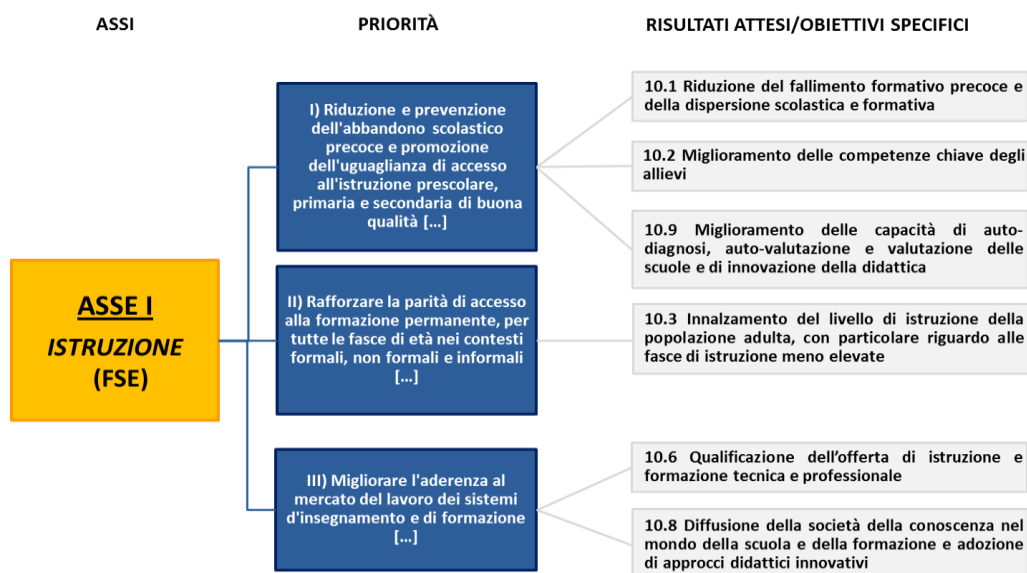 ASSI
PRIORITÀ
RISULTATI ATTESI/OBIETTIVI SPECIFICI
ASSE I
ISTRUZIONE
(FSE)
I) Riduzione e prevenzione
dell'abbandono scolastico
precoce e promozione
dell'uguaglianza di accesso
all'istruzione prescolare,
primaria e secondaria di buona
qualità [...]
10.1 Riduzione del fallimento formativo precoce e
della dispersione scolastica e formativa
10.2 Miglioramento delle competenze chiave degli
allievi
10.9 Miglioramento delle capacità di auto-
diagnosi, auto-valutazione e valutazione delle
scuole e di innovazione della didattica
II) Rafforzare la parità di accesso
alla formazione permanente, per
tutte le fasce di età nei contesti
formali, non formali e informali
[...]
10.3 Innalzamento del livello di istruzione della
popolazione adulta, con particolare riguardo alle
fasce di istruzione meno elevate
III) Migliorare l'aderenza al
mercato del lavoro dei sistemi
d'insegnamento e di formazione
[...]
10.6 Qualificazione dell’offerta di istruzione e
formazione tecnica e professionale
10.8 Diffusione della società della conoscenza nel
mondo della scuola e della formazione e adozione
di approcci didattici innovativi